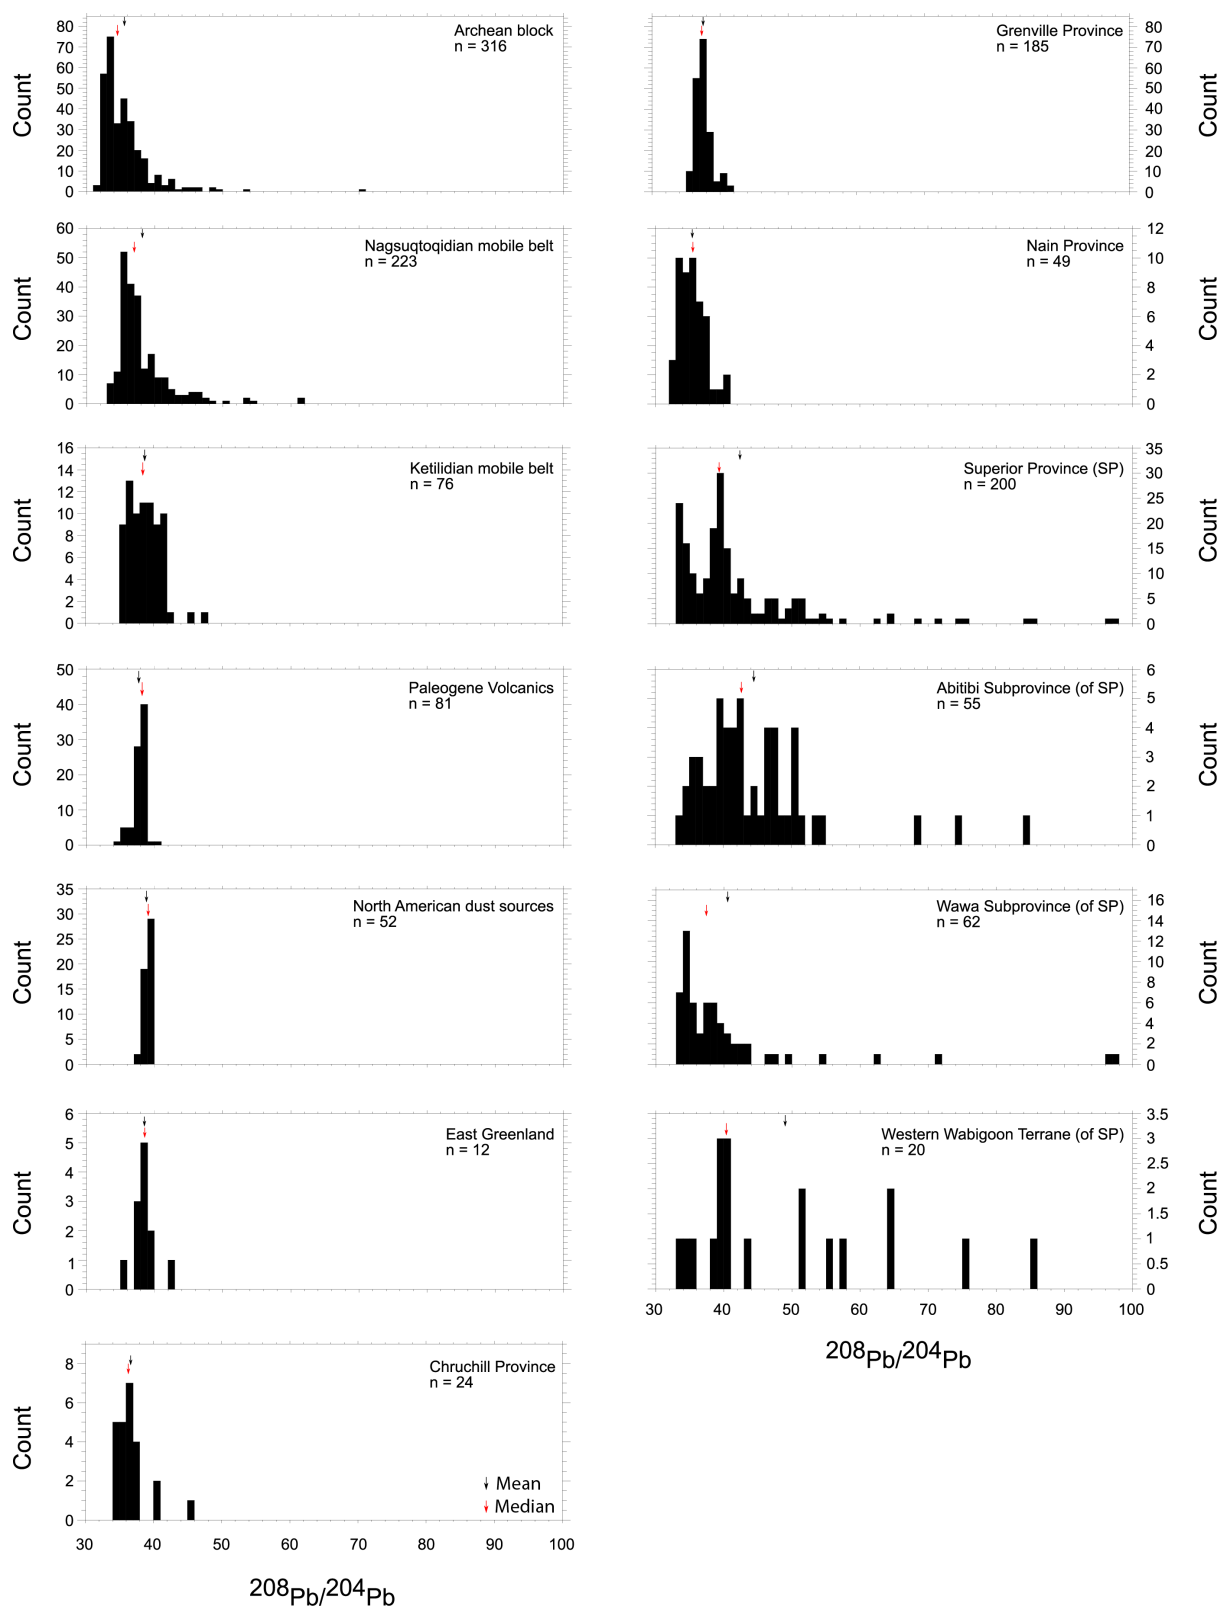 Archean block
n = 316
Count
80
70
60
50
40
30
20
10
0
Grenville Province
n = 185
Count
80
70
60
50
40
30
20
10
0
Nagsuqtoqidian mobile belt
n = 223
Count
60
50
40
30
20
10
0
Nain Province
n = 49
Count
12
10
8
6
4
2
0
Ketilidian mobile belt
n = 76
Count
16
14
12
10
8
6
4
2
0
Superior Province (SP)
n = 200
Count
35
30
25
20
15
10
5
0
Paleogene Volcanics
n = 81
Count
50
40
30
20
10
0
Abitibi Subprovince (of SP)
n = 55
Count
6
5
4
3
2
1
0
North American dust sources
n = 52
Count
35
30
25
20
15
10
5
0
Wawa Subprovince (of SP)
n = 62
Count
16
14
12
10
8
6
4
2
0
East Greenland
n = 12
Count
6
5
4
3
2
1
0
Western Wabigoon Terrane (of SP)
n = 20
Count
3.5
3
2.5
2
1.5
1
0.5
0
30 40 50 60 70 80 90 100
208Pb/204Pb
Chruchill Province
n = 24
Count
8
6
4
2
0
Mean
Median
30 40 50 60 70 80 90 100
208Pb/204Pb